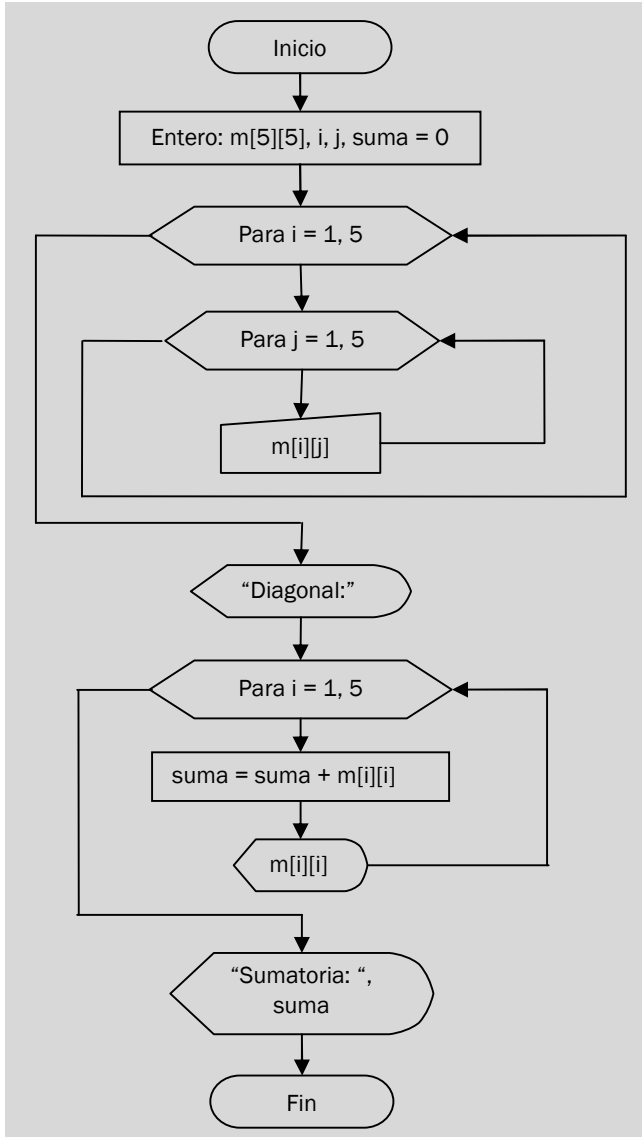 Inicio
Entero: m[5][5], i, j, suma = 0
Para i = 1, 5
Para j = 1, 5
m[i][j]
“Diagonal:”
Para i = 1, 5
suma = suma + m[i][i]
m[i][i]
“Sumatoria: “,
suma
Fin